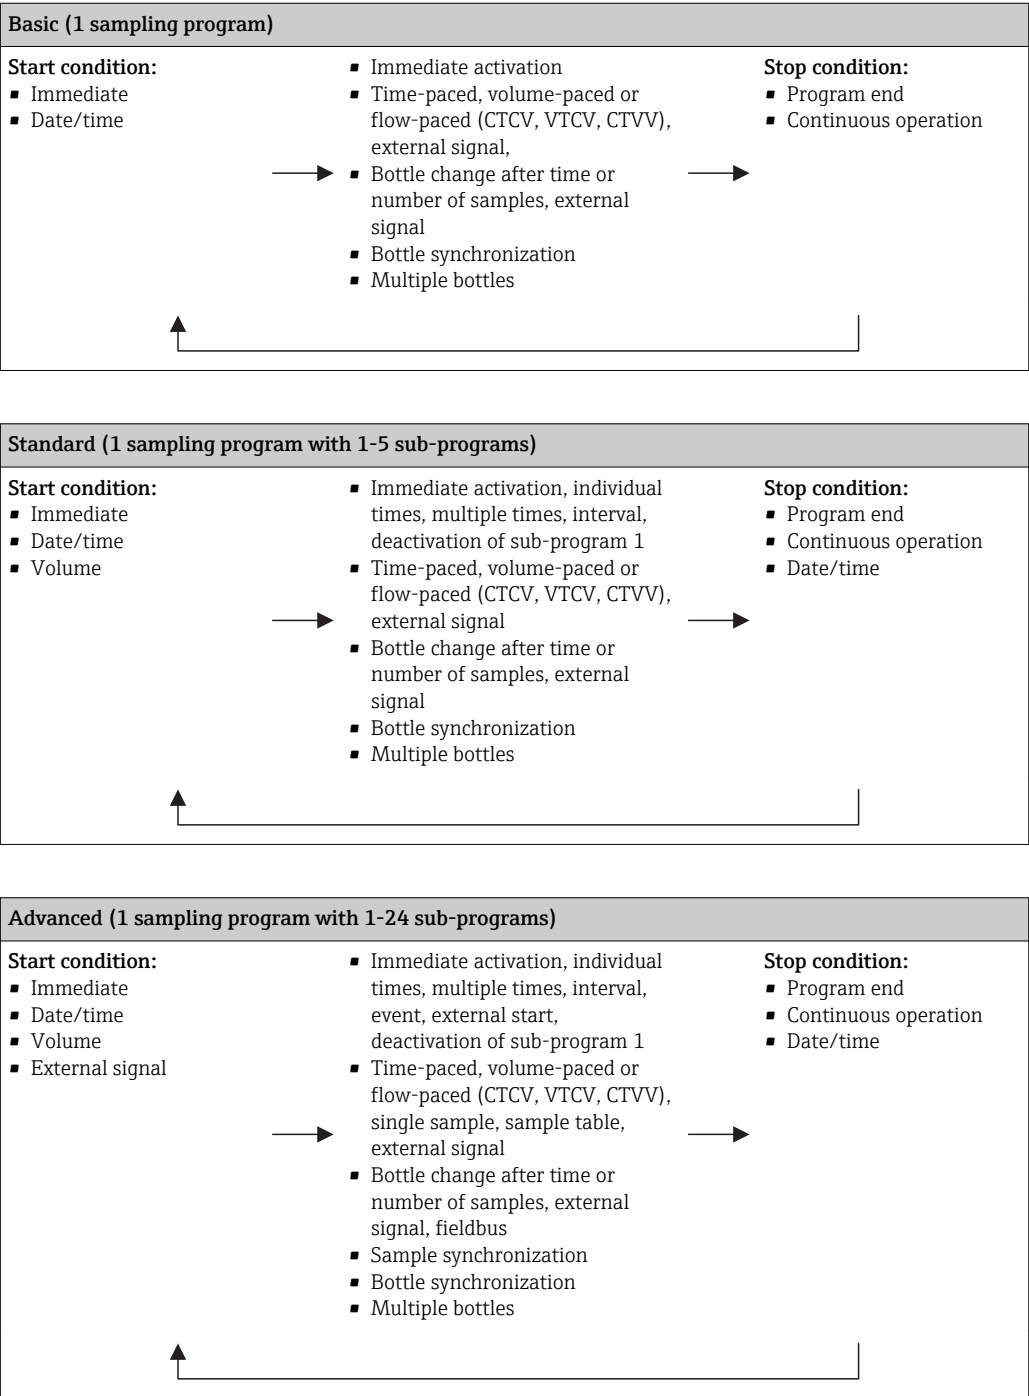 Basic (1 sampling program)
Start condition:
▪ Immediate
▪ Date/time
▪ Immediate activation
▪ Time-paced, volume-paced or
flow-paced (CTCV, VTCV, CTVV),
external signal,
▪ Bottle change after time or
number of samples, external
signal
▪ Bottle synchronization
▪ Multiple bottles
Stop condition:
▪ Program end
▪ Continuous operation
Standard (1 sampling program with 1-5 sub-programs)
Start condition:
▪ Immediate
▪ Date/time
▪ Volume
▪ Immediate activation, individual
times, multiple times, interval,
deactivation of sub-program 1
▪ Time-paced, volume-paced or
flow-paced (CTCV, VTCV, CTVV),
external signal
▪ Bottle change after time or
number of samples, external
signal
▪ Bottle synchronization
▪ Multiple bottles
Stop condition:
▪ Program end
▪ Continuous operation
▪ Date/time
Advanced (1 sampling program with 1-24 sub-programs)
Start condition:
▪ Immediate
▪ Date/time
▪ Volume
▪ External signal
▪ Immediate activation, individual
times, multiple times, interval,
event, external start,
deactivation of sub-program 1
▪ Time-paced, volume-paced or
flow-paced (CTCV, VTCV, CTVV),
single sample, sample table,
external signal
▪ Bottle change after time or
number of samples, external
signal, fieldbus
▪ Sample synchronization
▪ Bottle synchronization
▪ Multiple bottles
Stop condition:
▪ Program end
▪ Continuous operation
▪ Date/time